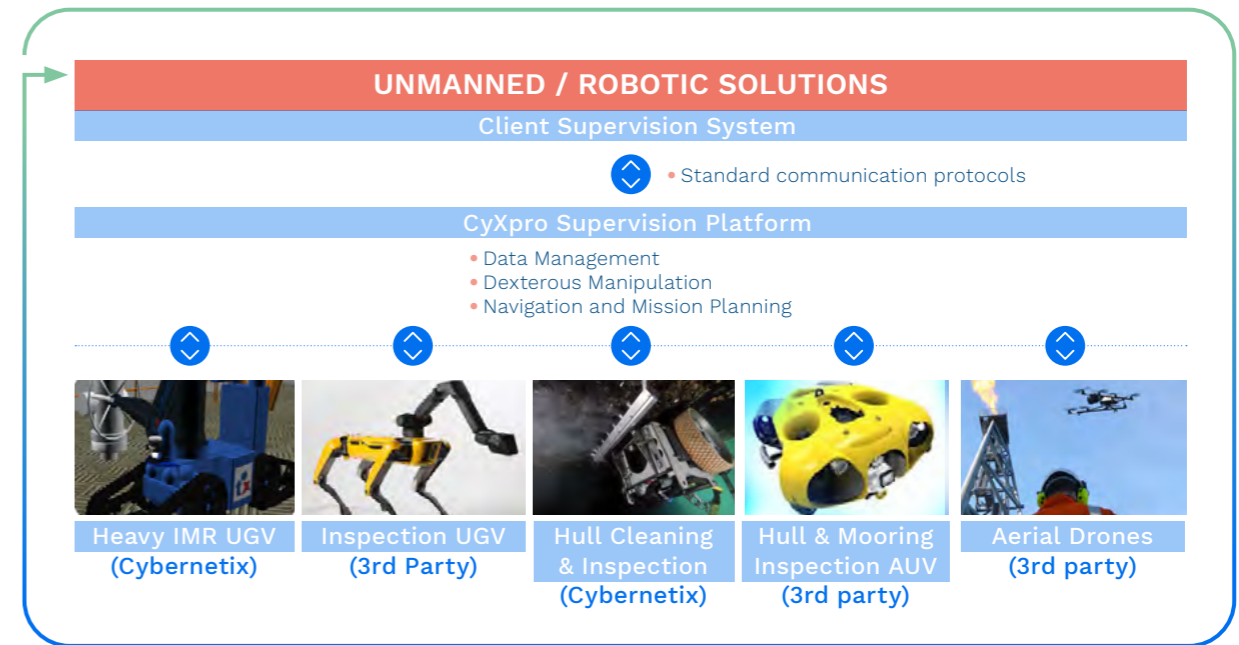 UNMANNED / ROBOTIC SOLUTIONS
Client Supervision System
• Standard communication protocols
CyXpro Supervision Platform
• Data Management
• Dexterous Manipulation
• Navigation and Mission Planning
Heavy IMR UGV
(Cybernetix)
Inspection UGV
(3rd Party)
Hull Cleaning
& Inspection
(Cybernetix)
Hull & Mooring
Inspection AUV
(3rd party)
Aerial Drones
(3rd party)